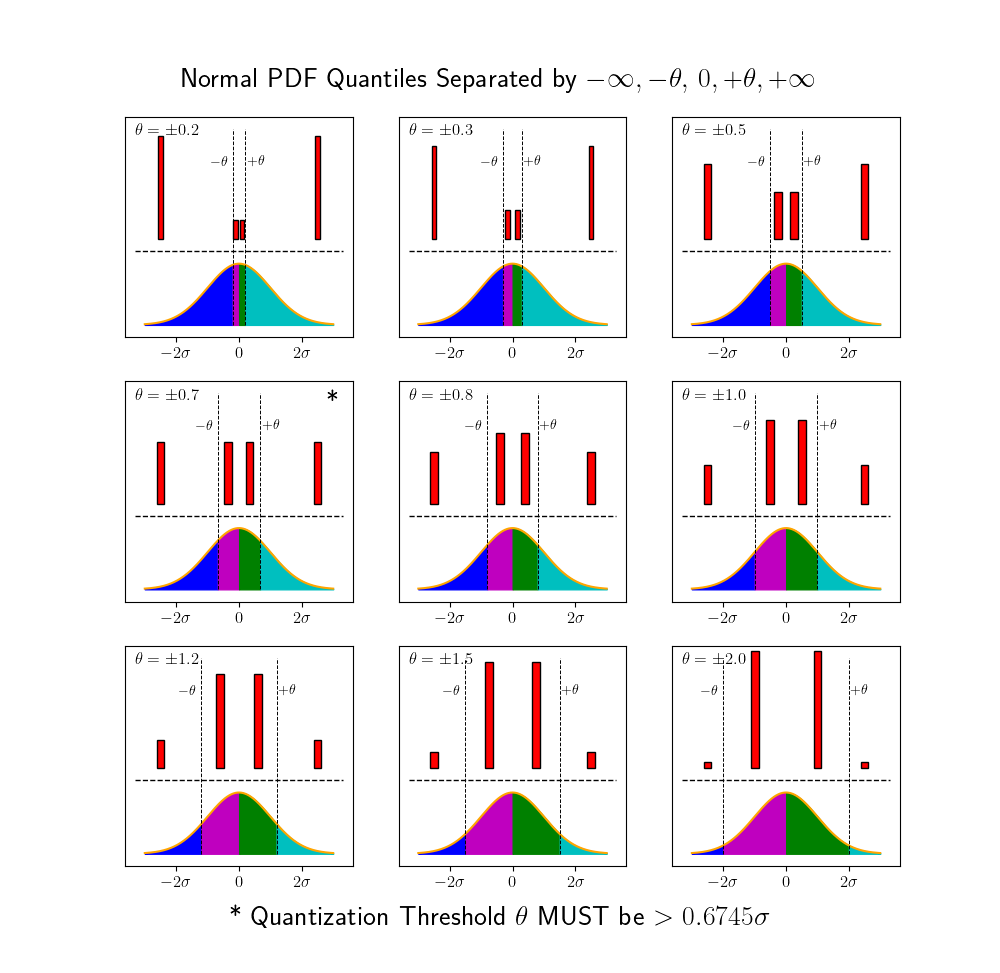 Normal PDF Quantiles Separated by −∞, −θ, 0, +θ, +∞
θ = ±0.2
−θ +θ
−2σ 0 2σ
θ = ±0.3
−θ +θ
−2σ 0 2σ
θ = ±0.5
−θ +θ
−2σ 0 2σ
θ = ±0.7 *
−θ +θ
−2σ 0 2σ
θ = ±0.8
−θ +θ
−2σ 0 2σ
θ = ±1.0
−θ +θ
−2σ 0 2σ
θ = ±1.2
−θ +θ
−2σ 0 2σ
θ = ±1.5
−θ +θ
−2σ 0 2σ
θ = ±2.0
−θ +θ
−2σ 0 2σ
* Quantization Threshold θ MUST be > 0.6745σ